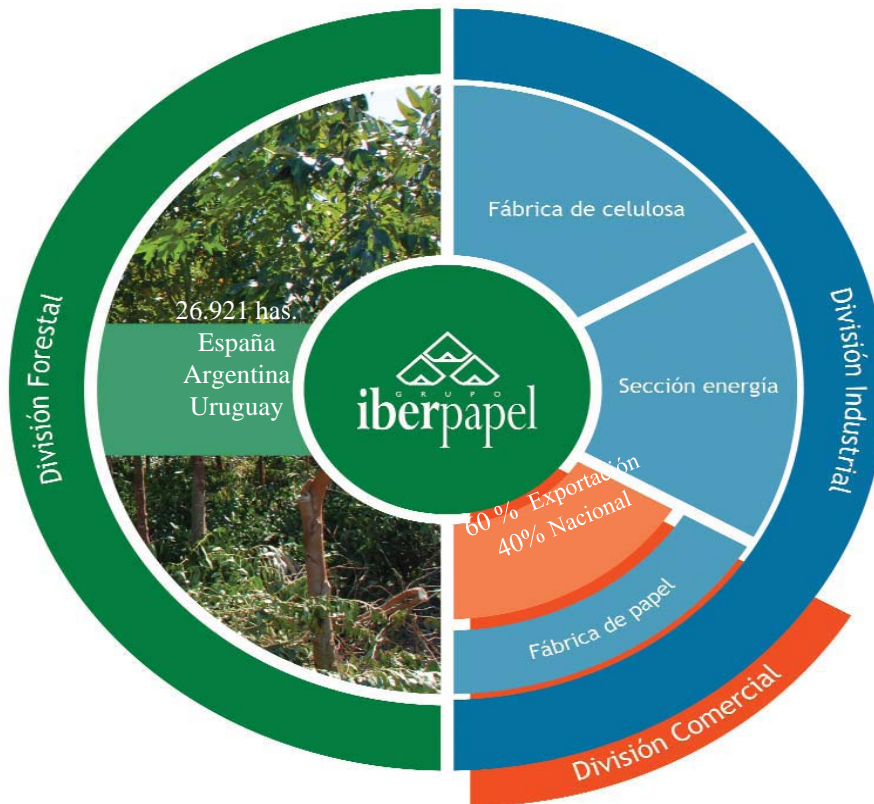 División Forestal
26.921 has.
España
Argentina
Uruguay
GRUPO
iberpapel
Fábrica de celulosa
Sección energía
60 % Exportación
40% Nacional
Fábrica de papel
División Industrial
División Comercial